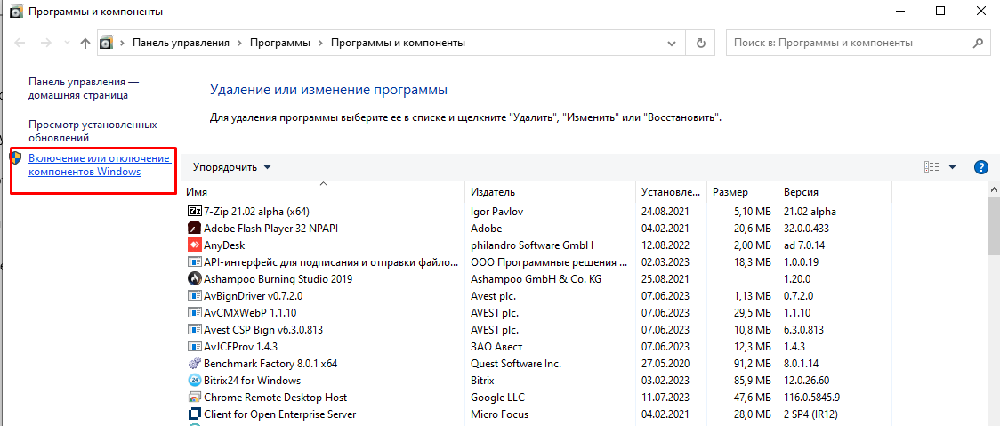 Программы и компоненты
Панель управления › Программы › Программы и компоненты
Поиск в: Программы и компоненты
Панель управления —
домашняя страница
Просмотр установленных
обновлений
Включение или отключение
компонентов Windows
Удаление или изменение программы
Для удаления программы выберите ее в списке и щелкните "Удалить", "Изменить" или "Восстановить".
Упорядочить
Имя Издатель Установле... Размер Версия
7-Zip 21.02 alpha (x64) Igor Pavlov 24.08.2021 5,10 МБ 21.02 alpha
Adobe Flash Player 32 NPAPI Adobe 04.02.2021 20,6 МБ 32.0.0.433
AnyDesk philandro Software GmbH 12.08.2022 2,00 МБ ad 7.0.14
API-интерфейс для подписания и отправки файло... ООО Программные решения ... 02.03.2023 18,3 МБ 1.0.0.19
Ashampoo Burning Studio 2019 Ashampoo GmbH & Co. KG 25.08.2021 1.20.0
AvBignDriver v0.7.2.0 Avest plc. 07.06.2023 1,13 МБ 0.7.2.0
AvCMXWebP 1.1.10 AVEST plc. 07.06.2023 29,5 МБ 1.1.10
Avest CSP Bign v6.3.0.813 AVEST plc. 07.06.2023 10,8 МБ 6.3.0.813
AvJCEProv 1.4.3 ЗАО Авест 07.06.2023 12,3 МБ 1.4.3
Benchmark Factory 8.0.1 x64 Quest Software Inc. 27.05.2020 91,2 МБ 8.0.1.14
Bitrix24 for Windows Bitrix 03.02.2023 85,9 МБ 12.0.26.60
Chrome Remote Desktop Host Google LLC 11.07.2023 47,6 МБ 116.0.5845.9
Client for Open Enterprise Server Micro Focus 04.02.2021 28,0 МБ 2 SP4 (IR12)